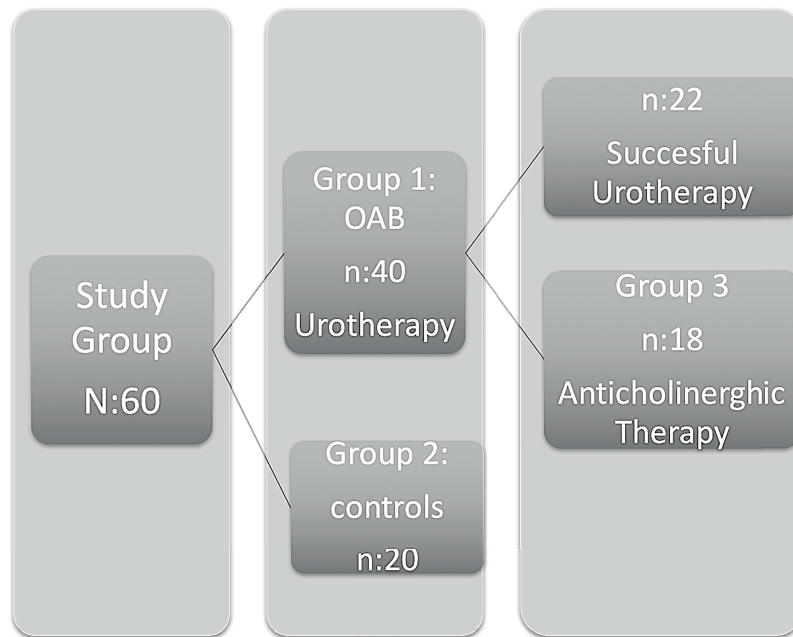 Study
Group
N:60
Group 1:
OAB
n:40
Urotherapy
Group 2:
controls
n:20
n:22
Succesful
Urotherapy
Group 3
n:18
Anticholinerghic
Therapy